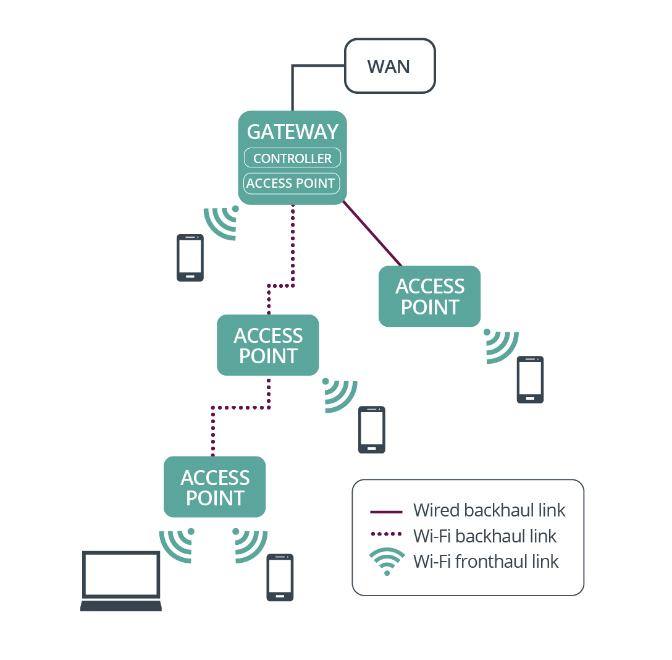 WAN
GATEWAY
CONTROLLER
ACCESS POINT
ACCESS
POINT
ACCESS
POINT
ACCESS
POINT
Wired backhaul link
Wi-Fi backhaul link
Wi-Fi fronthaul link